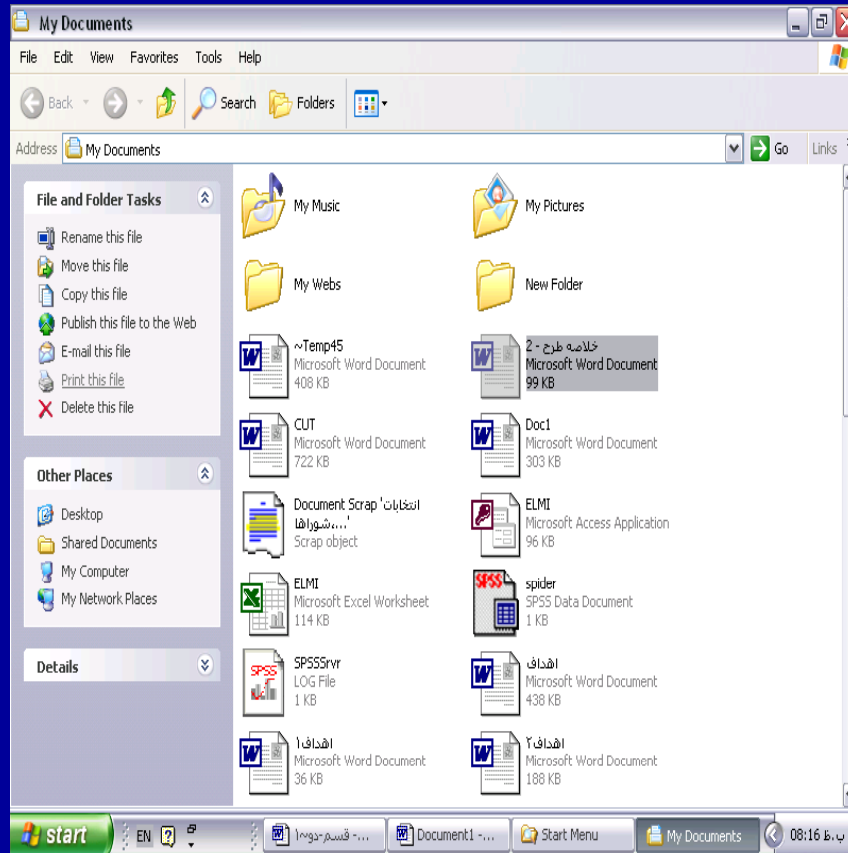 My Documents
File Edit View Favorites Tools Help
Back Search Folders
Address My Documents Go Links
File and Folder Tasks
Rename this file
Move this file
Copy this file
Publish this file to the Web
E-mail this file
Print this file
Delete this file
Other Places
Desktop
Shared Documents
My Computer
My Network Places
Details
My Music
My Pictures
My Webs
New Folder
~Temp45
Microsoft Word Document
408 KB
خلاصه طرح - 2
Microsoft Word Document
99 KB
CUT
Microsoft Word Document
722 KB
Doc1
Microsoft Word Document
303 KB
Document Scrap 'انتخابات
شوراها،...'
Scrap object
ELMI
Microsoft Access Application
96 KB
ELMI
Microsoft Excel Worksheet
114 KB
SPSS
spider
SPSS Data Document
1 KB
SPSS
SPSSSrvr
LOG File
1 KB
اهداف
Microsoft Word Document
438 KB
اهداف۱
Microsoft Word Document
36 KB
اهداف۲
Microsoft Word Document
188 KB
start EN قسم-دو~۱ -... Document1 -... Start Menu My Documents 08:16 ب.ظ